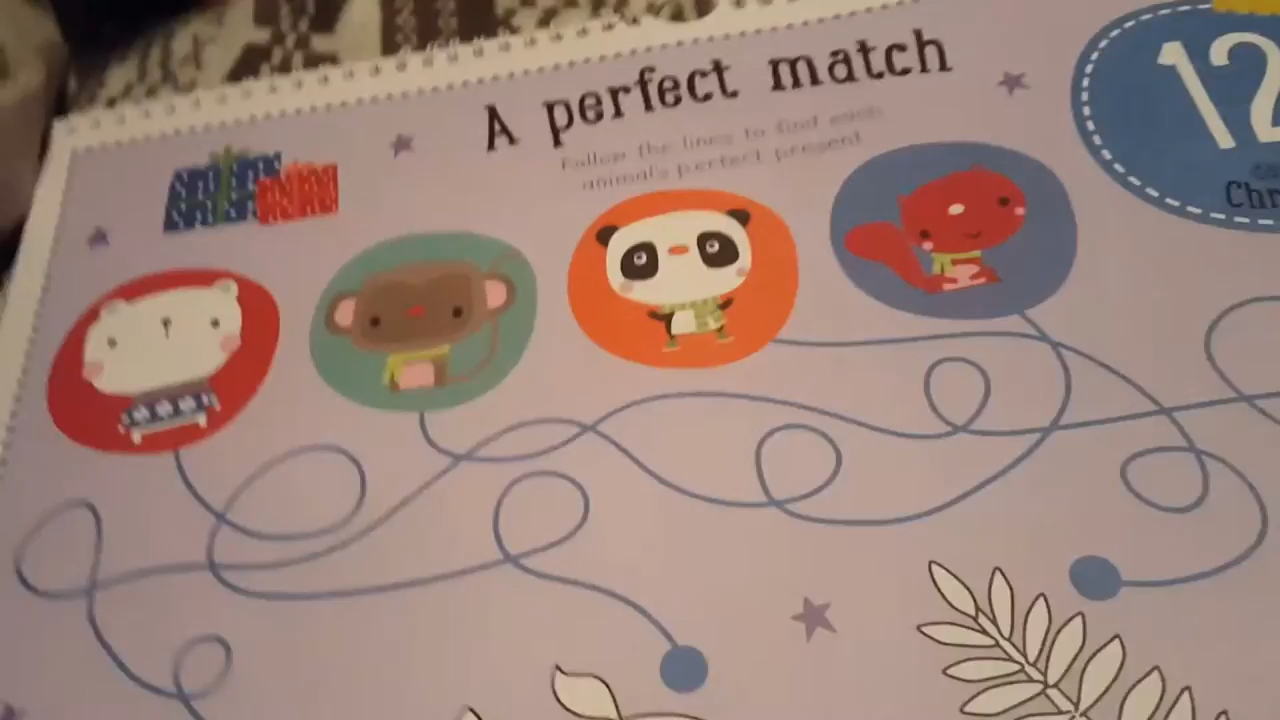 A perfect match
Follow the lines to find each
animal's perfect present
12
Chr